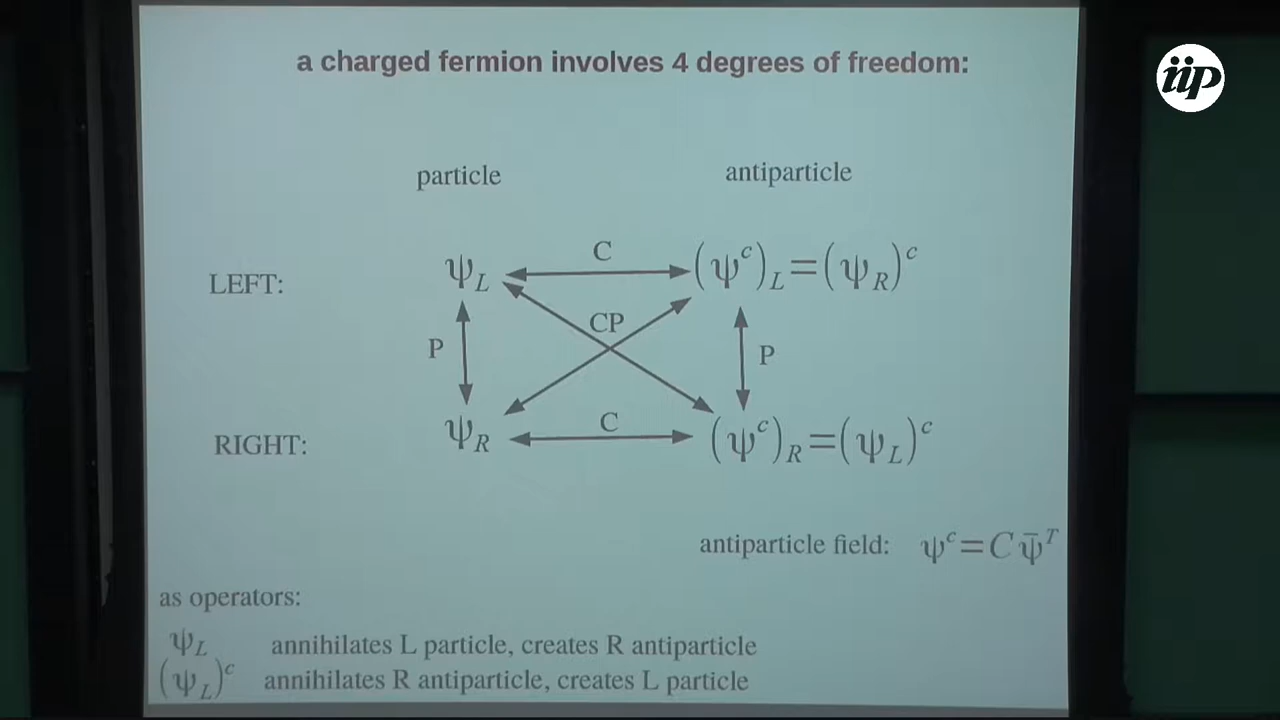 a charged fermion involves 4 degrees of freedom:
iip
particle antiparticle
LEFT: ψ_L C (ψ^c)_L=(ψ_R)^c
P CP P
RIGHT: ψ_R C (ψ^c)_R=(ψ_L)^c
antiparticle field: ψ^c=Cψ̄^T
as operators:
ψ_L annihilates L particle, creates R antiparticle
(ψ_L)^c annihilates R antiparticle, creates L particle